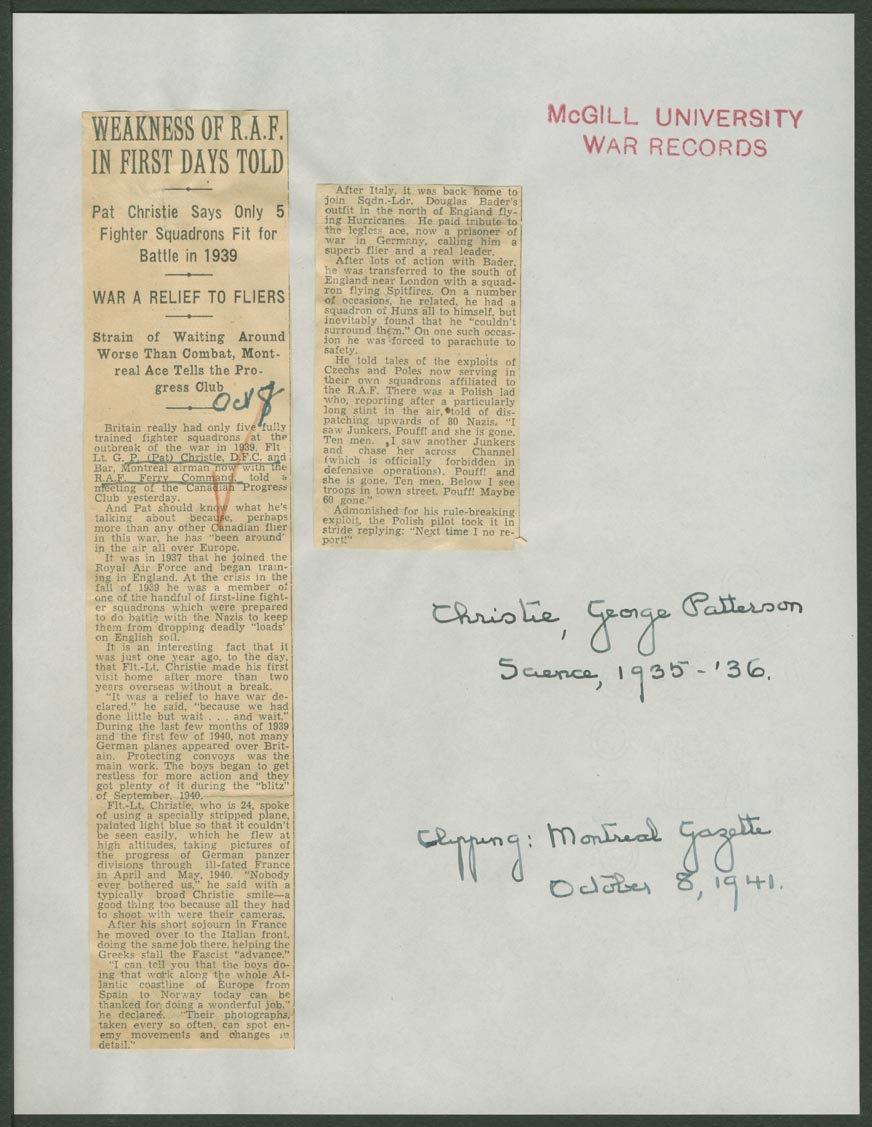 McGILL UNIVERSITY
WAR RECORDS
WEAKNESS OF R.A.F.
IN FIRST DAYS TOLD
Pat Christie Says Only 5
Fighter Squadrons Fit for
Battle in 1939
WAR A RELIEF TO FLIERS
Strain of Waiting Around
Worse Than Combat, Mont-
real Ace Tells the Pro-
gress Club
Oct 8
Britain really had only five fully
trained fighter squadrons at the
outbreak of the war in 1939, Flt-
Lt. G. P. (Pat) Christie, D.F.C. and
Bar, Montreal airman now with the
R.A.F. Ferry Command, told a
meeting of the Canadian Progress
Club yesterday.
And Pat should know what he's
talking about because, perhaps
more than any other Canadian flier
in this war, he has "been around'
in the air all over Europe.
It was in 1937 that he joined the
Royal Air Force and began train-
ing in England. At the crisis in the
fall of 1939 he was a member of
one of the handful of first-line fight-
er squadrons which were prepared
to do battle with the Nazis to keep
them from dropping deadly "loads'
on English soil.
It is an interesting fact that it
was just one year ago, to the day,
that Flt.-Lt. Christie made his first
visit home after more than two
years overseas without a break.
"It was a relief to have war de-
clared," he said, "because we had
done little but wait . . . and wait."
During the last few months of 1939
and the first few of 1940, not many
German planes appeared over Brit-
ain. Protecting convoys was the
main work. The boys began to get
restless for more action and they
got plenty of it during the "blitz"
of September, 1940.
Flt.-Lt. Christie, who is 24, spoke
of using a specially stripped plane,
painted light blue so that it couldn't
be seen easily, which he flew at
high altitudes, taking pictures of
the progress of German panzer
divisions through ill-fated France
in April and May, 1940. "Nobody
ever bothered us," he said with a
typically broad Christie smile—a
good thing too because all they had
to shoot with were their cameras.
After his short sojourn in France
he moved over to the Italian front,
doing the same job there, helping the
Greeks stall the Fascist "advance."
"I can tell you that the boys do-
ing that work along the whole At-
lantic coastline of Europe from
Spain to Norway today can be
thanked for doing a wonderful job,"
he declared. "Their photographs,
taken every so often, can spot en-
emy movements and changes in
detail."
After Italy, it was back home to
join Sqdn.-Ldr. Douglas Bader's
outfit in the north of England fly-
ing Hurricanes. He paid tribute to
the legless ace, now a prisoner of
war in Germany, calling him a
superb flier and a real leader.
After lots of action with Bader,
he was transferred to the south of
England near London with a squad-
ron flying Spitfires. On a number
of occasions, he related, he had a
squadron of Huns all to himself, but
inevitably found that he "couldn't
surround them." On one such occas-
ion he was forced to parachute to
safety.
He told tales of the exploits of
Czechs and Poles now serving in
their own squadrons affiliated to
the R.A.F. There was a Polish lad
who, reporting after a particularly
long stint in the air, told of dis-
patching upwards of 80 Nazis. "I
saw Junkers. Pouff! and she is gone.
Ten men. I saw another Junkers
and chase her across Channel
(which is officially forbidden in
defensive operations). Pouff! and
she is gone. Ten men. Below I see
troops in town street. Pouff! Maybe
60 gone."
Admonished for his rule-breaking
exploit, the Polish pilot took it in
stride replying: "Next time I no re-
port!"
Christie, George Patterson
Science, 1935-'36.
Clipping: Montreal Gazette
October 8, 1941.